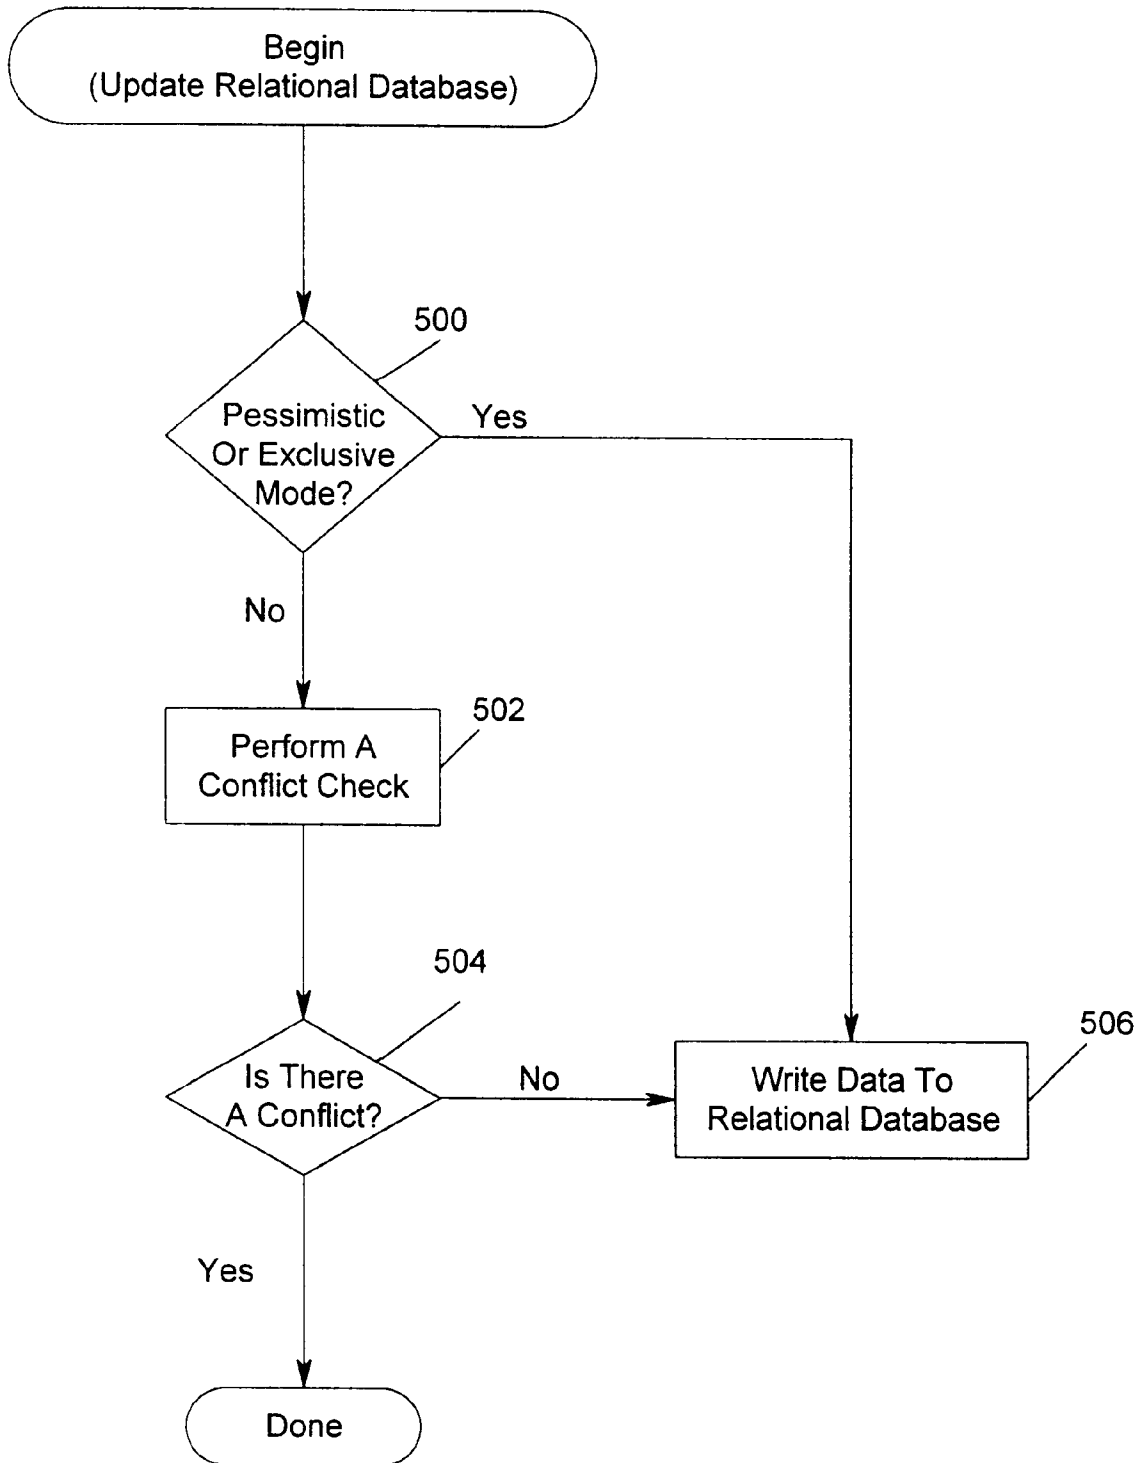 Begin
(Update Relational Database)
500
Pessimistic
Or Exclusive
Mode?
Yes
No
502
Perform A
Conflict Check
504
Is There
A Conflict?
No
506
Write Data To
Relational Database
Yes
Done